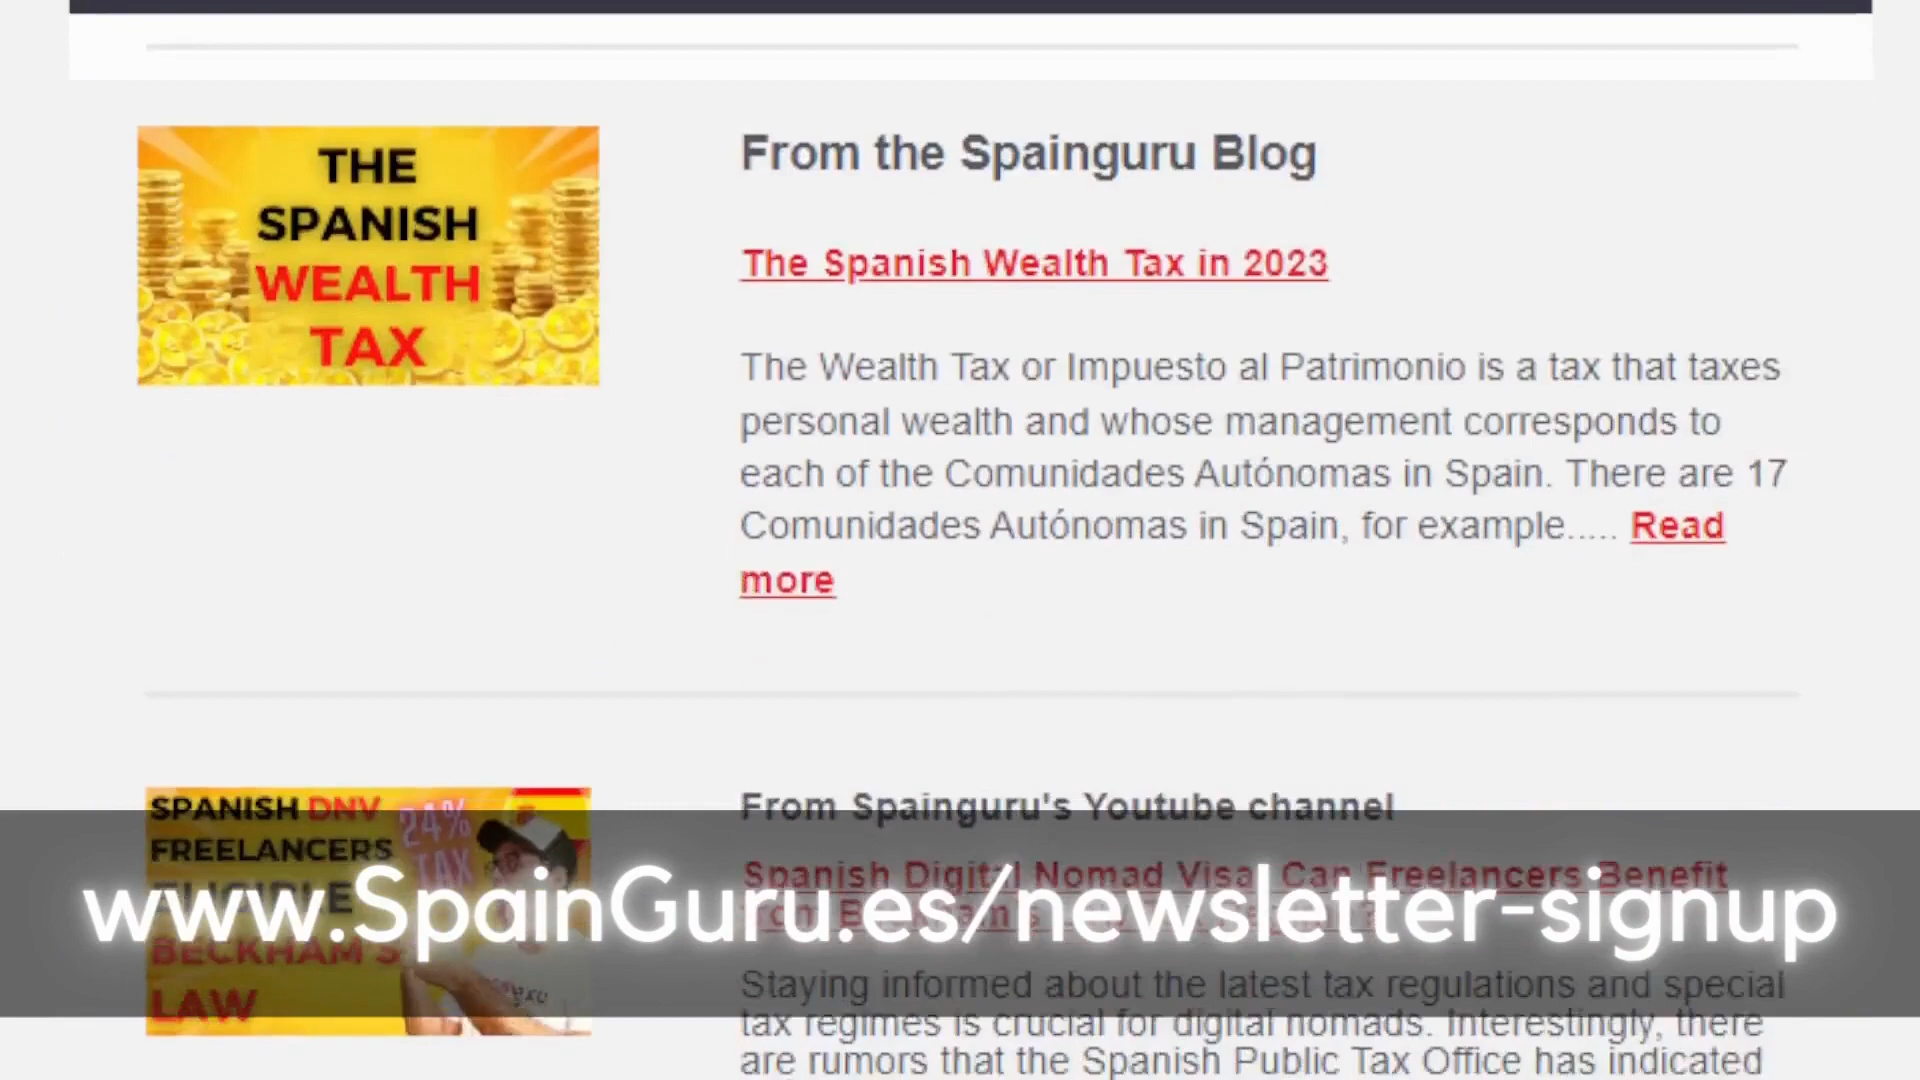 THE
SPANISH
WEALTH
TAX
From the Spainguru Blog
The Spanish Wealth Tax in 2023
The Wealth Tax or Impuesto al Patrimonio is a tax that taxes
personal wealth and whose management corresponds to
each of the Comunidades Autónomas in Spain. There are 17
Comunidades Autónomas in Spain, for example..... Read
more
SPANISH DNV
FREELANCERS
ELIGIBLE
BECKHAM'S
LAW
24%
TAX
From Spainguru's Youtube channel
Spanish Digital Nomad Visa: Can Freelancers Benefit
from
www.SpainGuru.es/newsletter-signup
Staying informed about the latest tax regulations and special
tax regimes is crucial for digital nomads. Interestingly, there
are rumors that the Spanish Public Tax Office has indicated